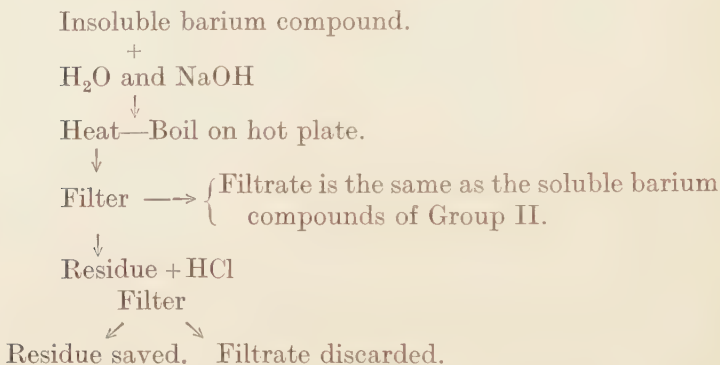 Insoluble barium compound.
+
H₂O and NaOH
↓
Heat—Boil on hot plate.
↓
Filter —→ { Filtrate is the same as the soluble barium
compounds of Group II.
↓
Residue + HCl
Filter
↙ ↘
Residue saved. Filtrate discarded.